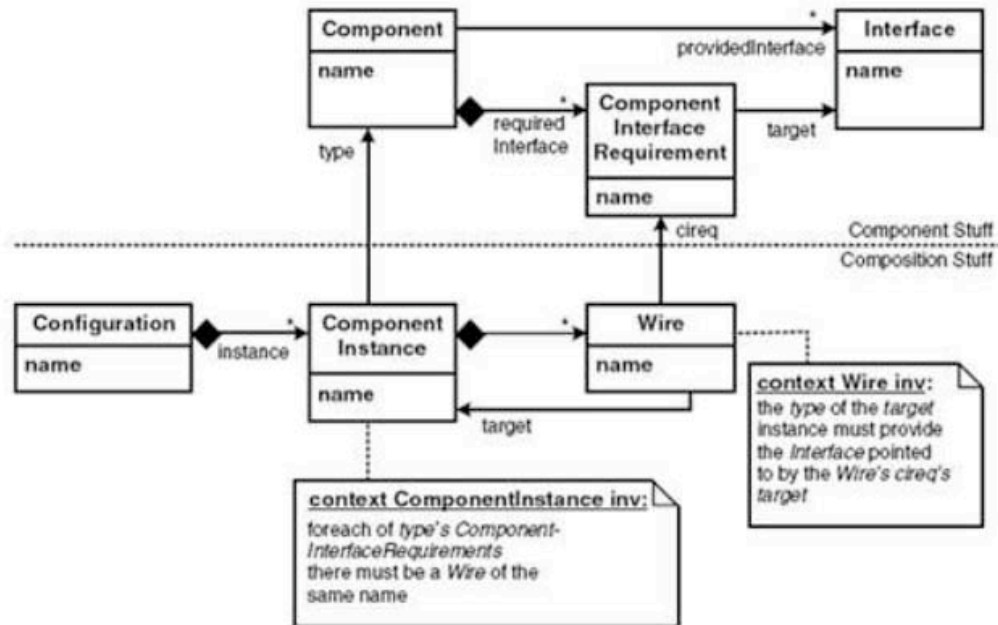 Component
name
*
providedInterface
Interface
name
*
required
Interface
Component
Interface
Requirement
name
target
type
cireq
Component Stuff
Composition Stuff
Configuration
name
*
instance
Component
Instance
name
*
Wire
name
target
context Wire inv:
the type of the target
instance must provide
the Interface pointed
to by the Wire's cireq's
target
context ComponentInstance inv:
foreach of type's Component-
InterfaceRequirements
there must be a Wire of the
same name